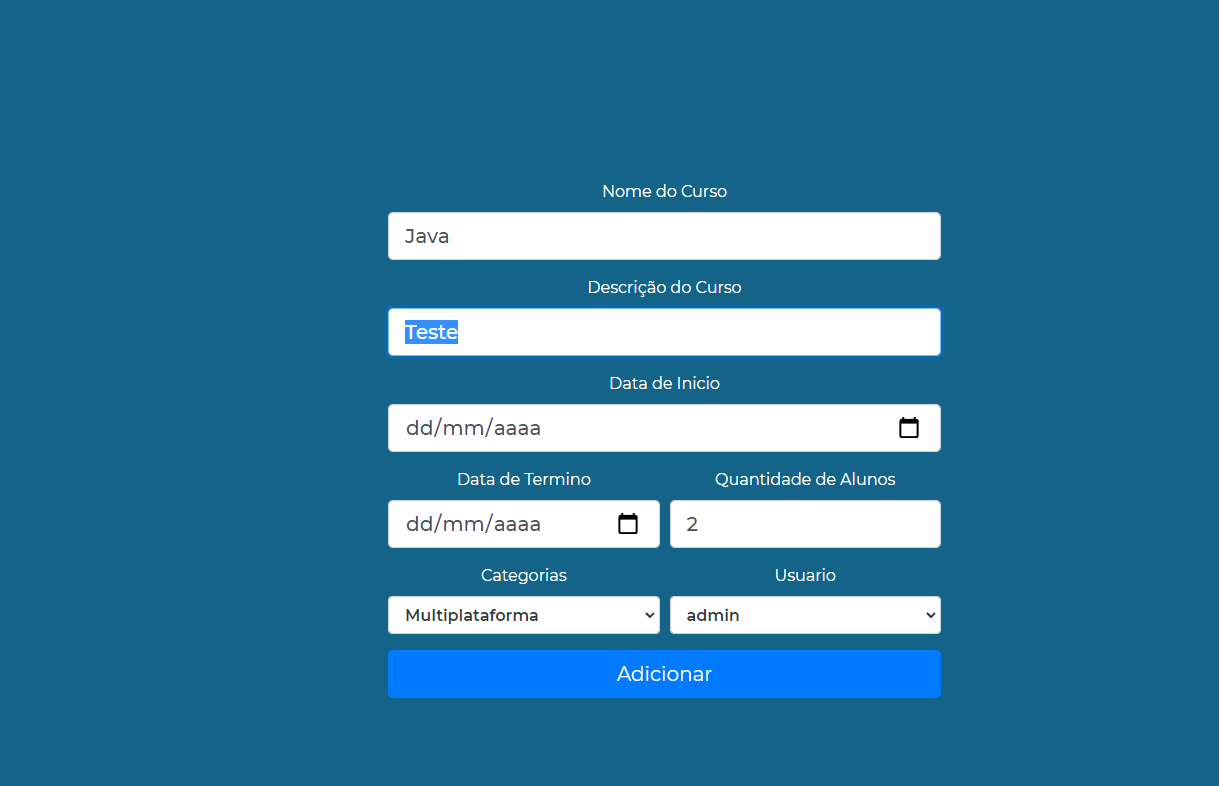 Nome do Curso
Java
Descrição do Curso
Teste
Data de Inicio
dd/mm/aaaa
Data de Termino Quantidade de Alunos
dd/mm/aaaa 2
Categorias Usuario
Multiplataforma admin
Adicionar